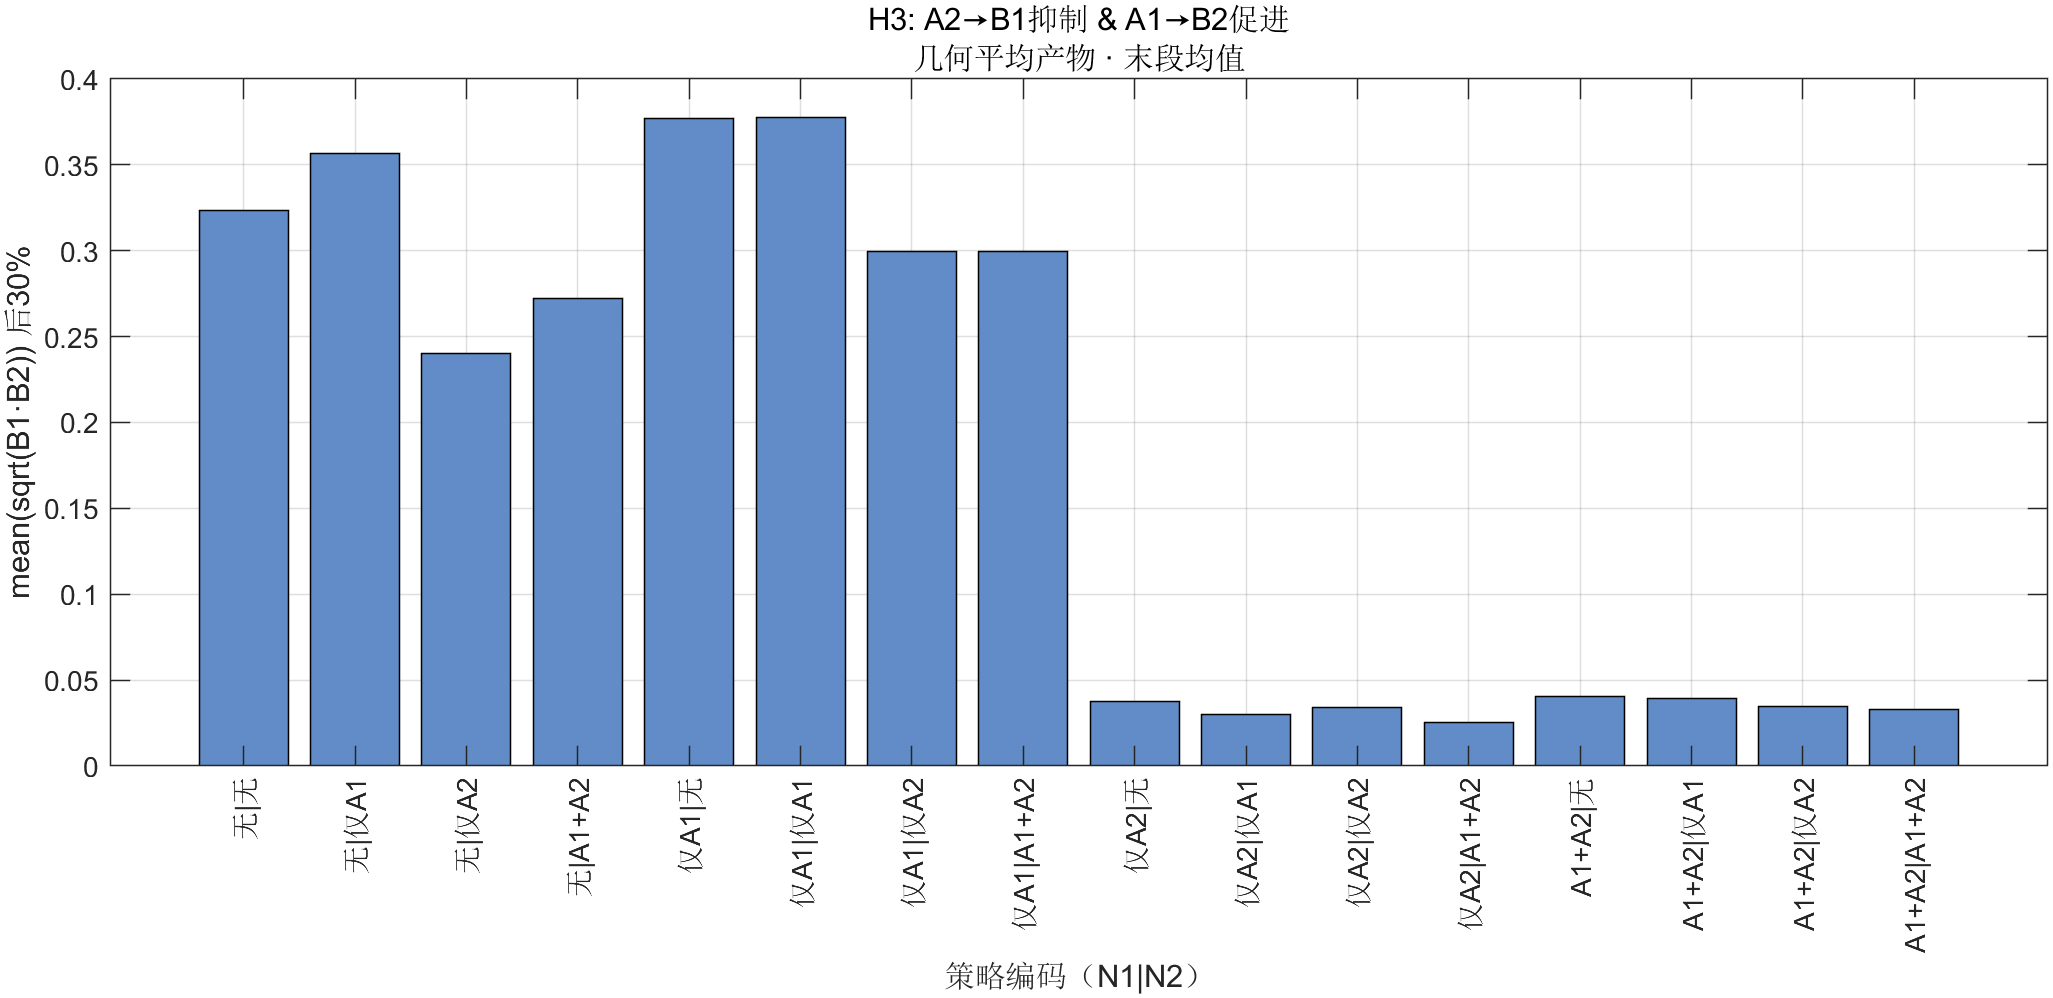 H3: A2→B1抑制 & A1→B2促进
几何平均产物 · 末段均值
mean(sqrt(B1·B2)) 后30%
0.4
0.35
0.3
0.25
0.2
0.15
0.1
0.05
0
无|无
无|仅A1
无|仅A2
无|A1+A2
仅A1|无
仅A1|仅A1
仅A1|仅A2
仅A1|A1+A2
仅A2|无
仅A2|仅A1
仅A2|仅A2
仅A2|A1+A2
A1+A2|无
A1+A2|仅A1
A1+A2|仅A2
A1+A2|A1+A2
策略编码（N1|N2）